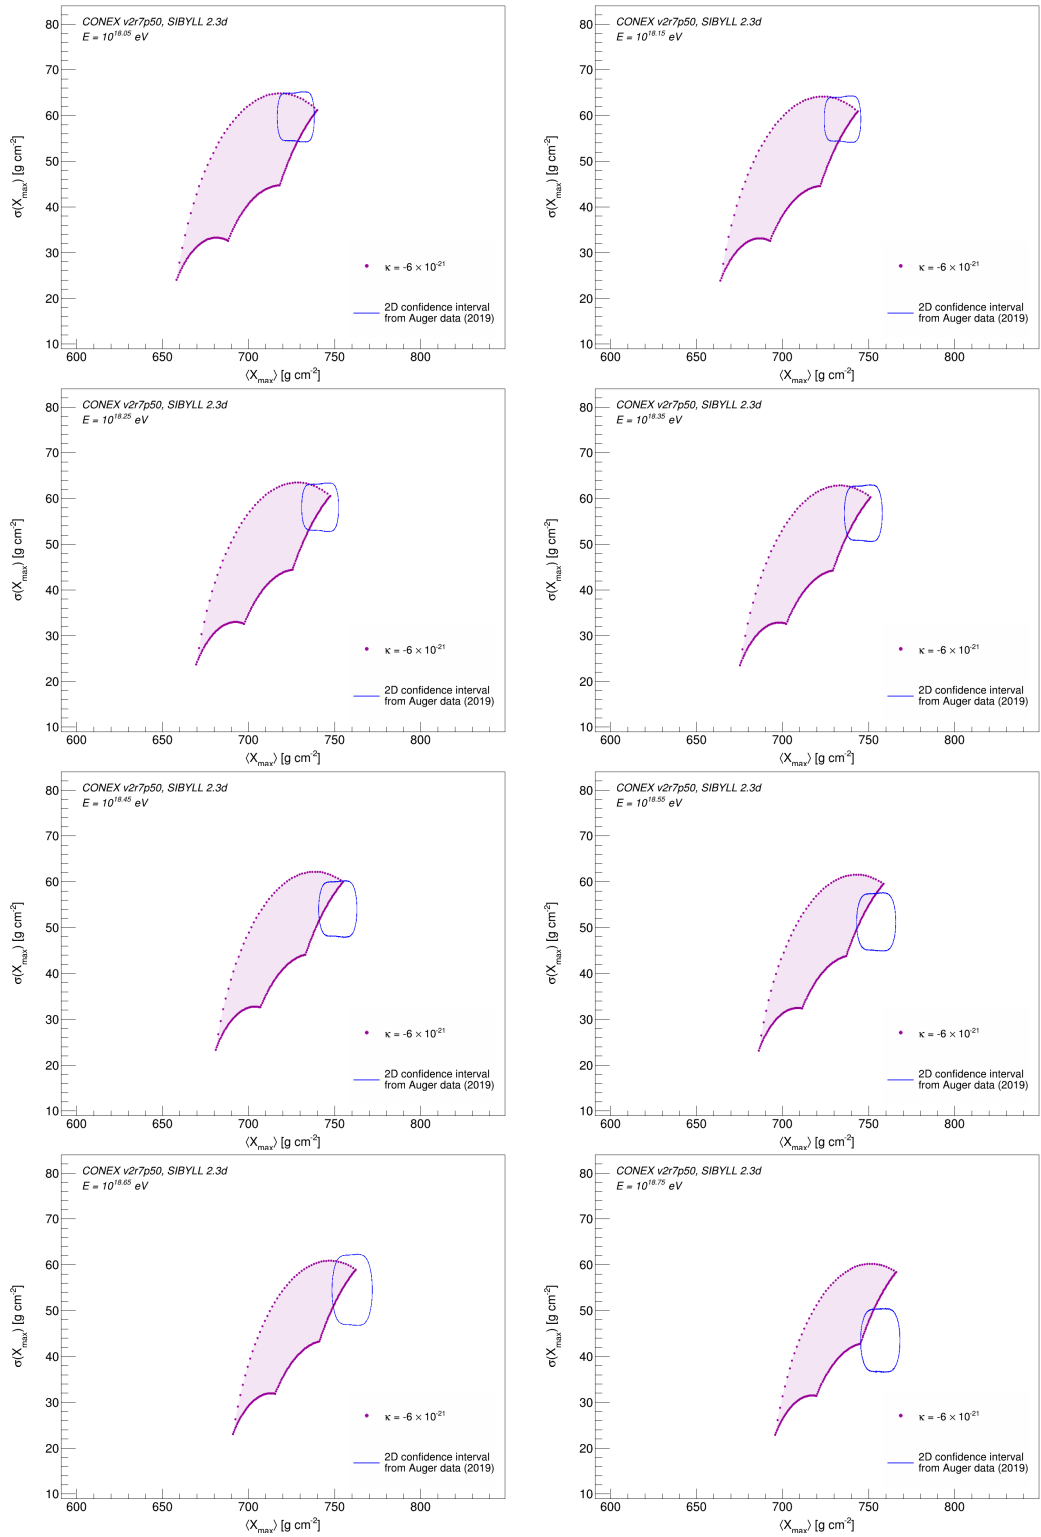 CONEX v2r7p50, SIBYLL 2.3d
E = 10^18.05 eV
80
70
60
50
40
30
20
10
σ(X_max) [g cm^-2]
κ = -6 × 10^-21
2D confidence interval
from Auger data (2019)
600 650 700 750 800
⟨X_max⟩ [g cm^-2]
CONEX v2r7p50, SIBYLL 2.3d
E = 10^18.15 eV
80
70
60
50
40
30
20
10
σ(X_max) [g cm^-2]
κ = -6 × 10^-21
2D confidence interval
from Auger data (2019)
600 650 700 750 800
⟨X_max⟩ [g cm^-2]
CONEX v2r7p50, SIBYLL 2.3d
E = 10^18.25 eV
80
70
60
50
40
30
20
10
σ(X_max) [g cm^-2]
κ = -6 × 10^-21
2D confidence interval
from Auger data (2019)
600 650 700 750 800
⟨X_max⟩ [g cm^-2]
CONEX v2r7p50, SIBYLL 2.3d
E = 10^18.35 eV
80
70
60
50
40
30
20
10
σ(X_max) [g cm^-2]
κ = -6 × 10^-21
2D confidence interval
from Auger data (2019)
600 650 700 750 800
⟨X_max⟩ [g cm^-2]
CONEX v2r7p50, SIBYLL 2.3d
E = 10^18.45 eV
80
70
60
50
40
30
20
10
σ(X_max) [g cm^-2]
κ = -6 × 10^-21
2D confidence interval
from Auger data (2019)
600 650 700 750 800
⟨X_max⟩ [g cm^-2]
CONEX v2r7p50, SIBYLL 2.3d
E = 10^18.55 eV
80
70
60
50
40
30
20
10
σ(X_max) [g cm^-2]
κ = -6 × 10^-21
2D confidence interval
from Auger data (2019)
600 650 700 750 800
⟨X_max⟩ [g cm^-2]
CONEX v2r7p50, SIBYLL 2.3d
E = 10^18.65 eV
80
70
60
50
40
30
20
10
σ(X_max) [g cm^-2]
κ = -6 × 10^-21
2D confidence interval
from Auger data (2019)
600 650 700 750 800
⟨X_max⟩ [g cm^-2]
CONEX v2r7p50, SIBYLL 2.3d
E = 10^18.75 eV
80
70
60
50
40
30
20
10
σ(X_max) [g cm^-2]
κ = -6 × 10^-21
2D confidence interval
from Auger data (2019)
600 650 700 750 800
⟨X_max⟩ [g cm^-2]